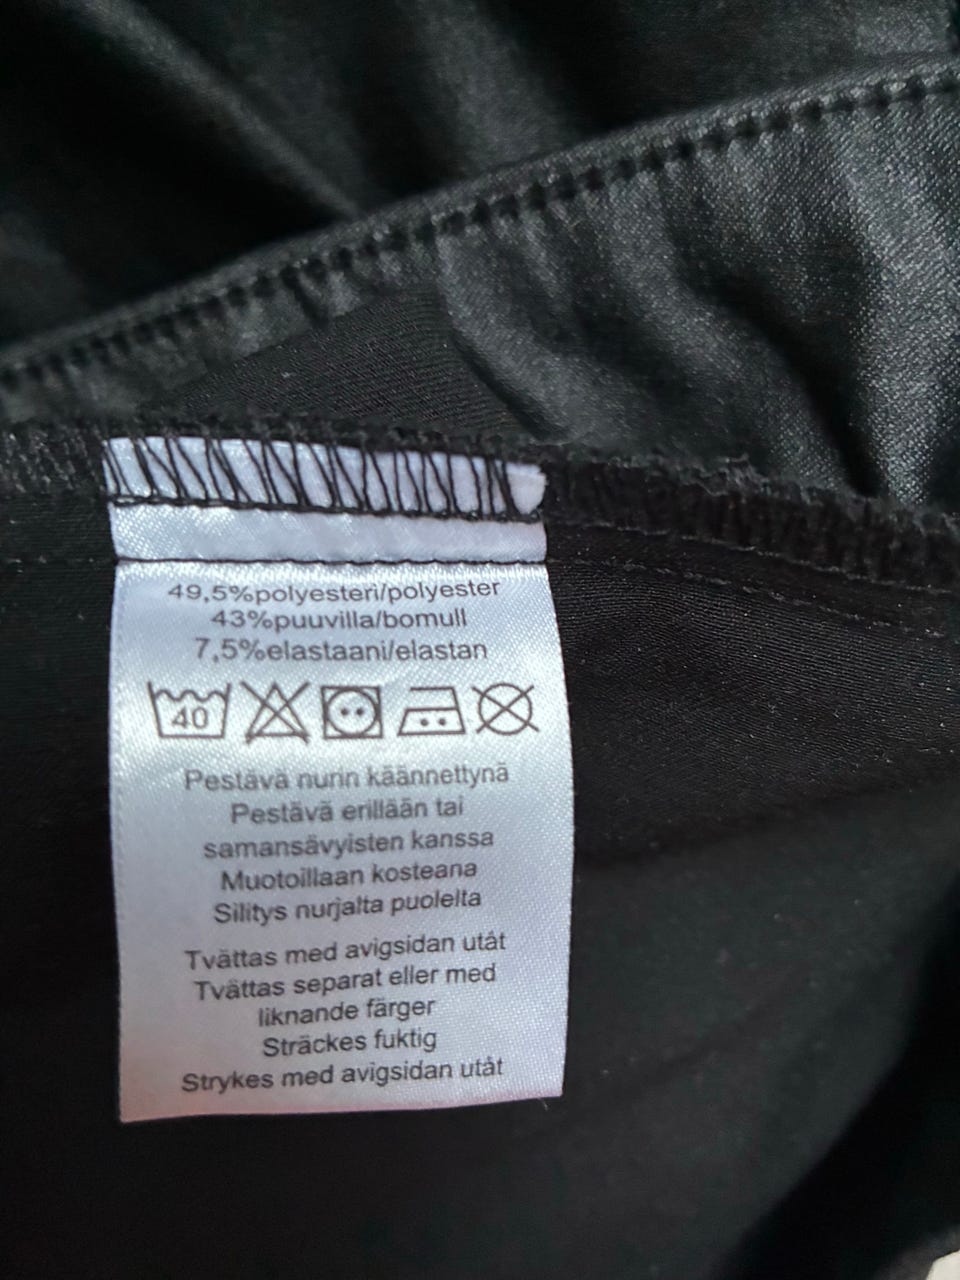 49,5%polyesteri/polyester
43%puuvilla/bomull
7,5%elastaani/elastan
40
Pestävä nurin käännettynä
Pestävä erillään tai
samansävyisten kanssa
Muotoillaan kosteana
Silitys nurjalta puolelta
Tvättas med avigsidan utåt
Tvättas separat eller med
liknande färger
Sträckes fuktig
Strykes med avigsidan utåt